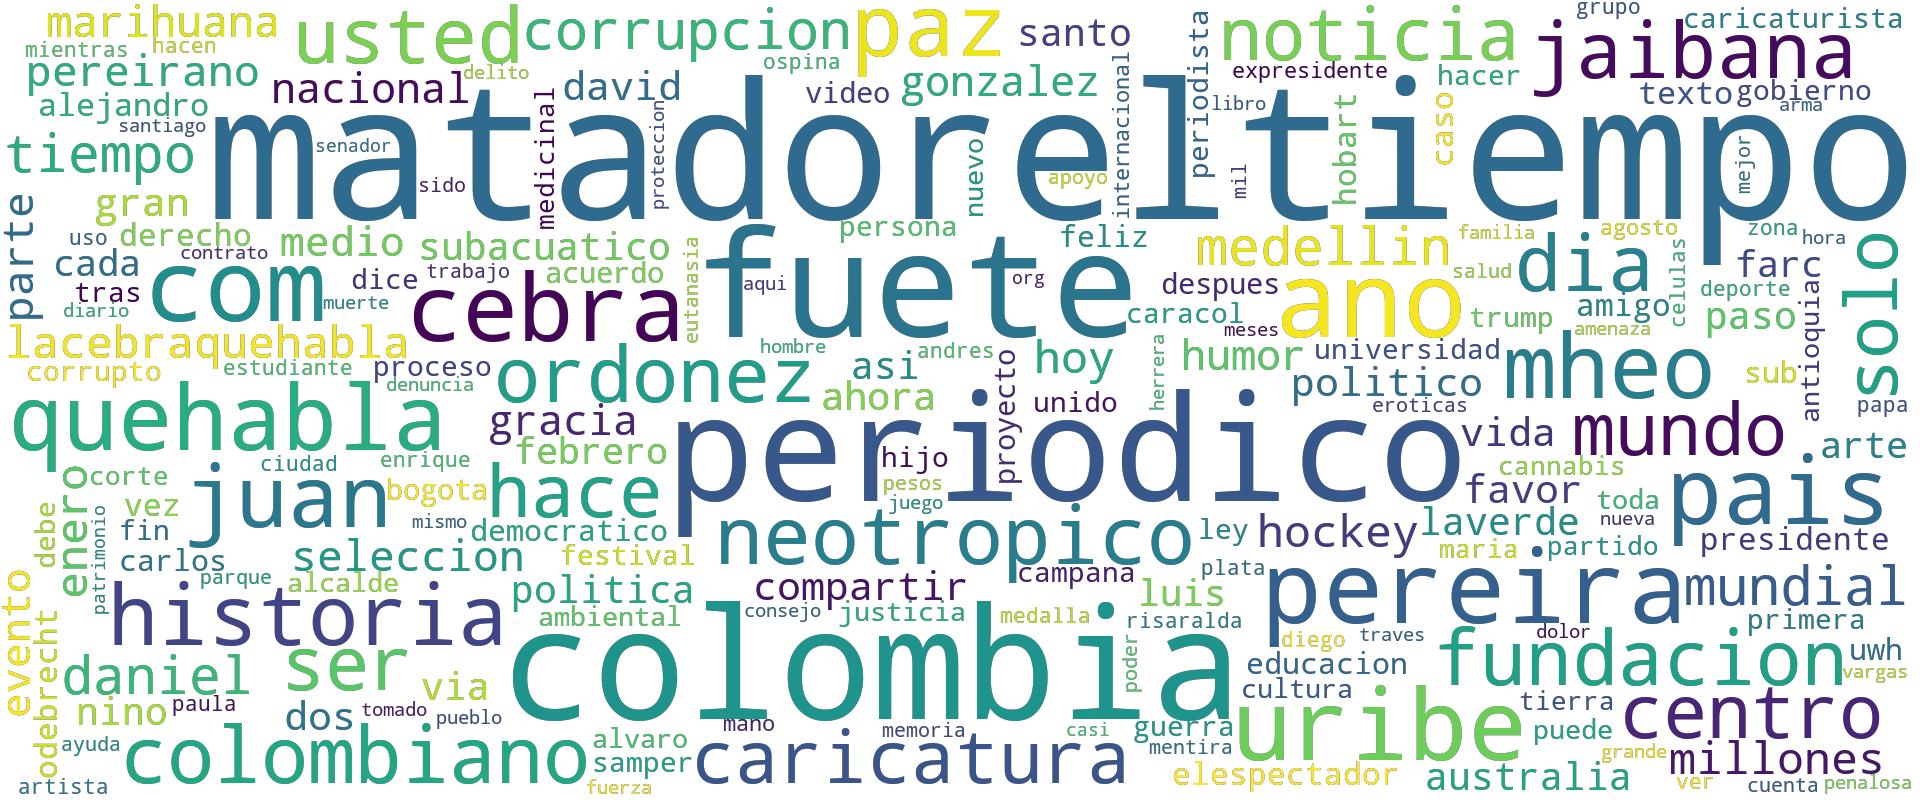 marihuana
usted
corrupcion
paz
santo
periodista
noticia
grupo
caricaturista
jaibana
mientras
hacen
pereirano
nacional
delito
david
ospina
video
gonzalez
internacional
expresidente
hacer
texto
gobierno
alejandro
santiago
medicinal
proteccion
libro
hobart
caso
arma
tiempo
matadoreltiempo
senador
sido
nuevo
apoyo
mil
mejor
parte
gran
derecho
uso
medio
subacuatico
persona
feliz
medellin
familia
agosto
zona
hora
cada
contrato
com
dice
trabajo
acuerdo
eutanasia
fuete
aqui
org
despues
ano
salud
dia
celulas
farc
solo
tras
diario
muerte
cebra
caracol
meses
trump
amigo
amenaza
deporte
paso
antioquia
lacebraquehabla
corrupto
estudiante
proceso
denuncia
ordonez
hombre
asi
andres
hoy
herrera
humor
universidad
politico
mheo
sub
papa
quehabla
gracia
ahora
proyecto
unido
eroticas
mundo
periodico
vida
arte
febrero
hijo
enero
corte
ciudad
enrique
juan
bogota
hace
pesos
juego
cannabis
favor
toda
pais
debe
vez
patrimonio
fin
mismo
democratico
neotropico
ley
hockey
laverde
nueva
carlos
seleccion
festival
maria
partido
presidente
evento
parque
alcalde
politica
compartir
campana
plata
pereira
mundial
historia
ambiental
consejo
justicia
medalla
luis
risaralda
primera
odebrecht
colombia
poder
diego
traves
dolor
fundacion
uwh
daniel
ser
via
educacion
vargas
nino
paula
dos
tomado
pueblo
mano
memoria
casi
guerra
cultura
uribe
tierra
puede
centro
ayuda
colombiano
alvaro
samper
caricatura
mentira
grande
millones
artista
fuerza
elespectador
australia
ver
cuenta
penalosa